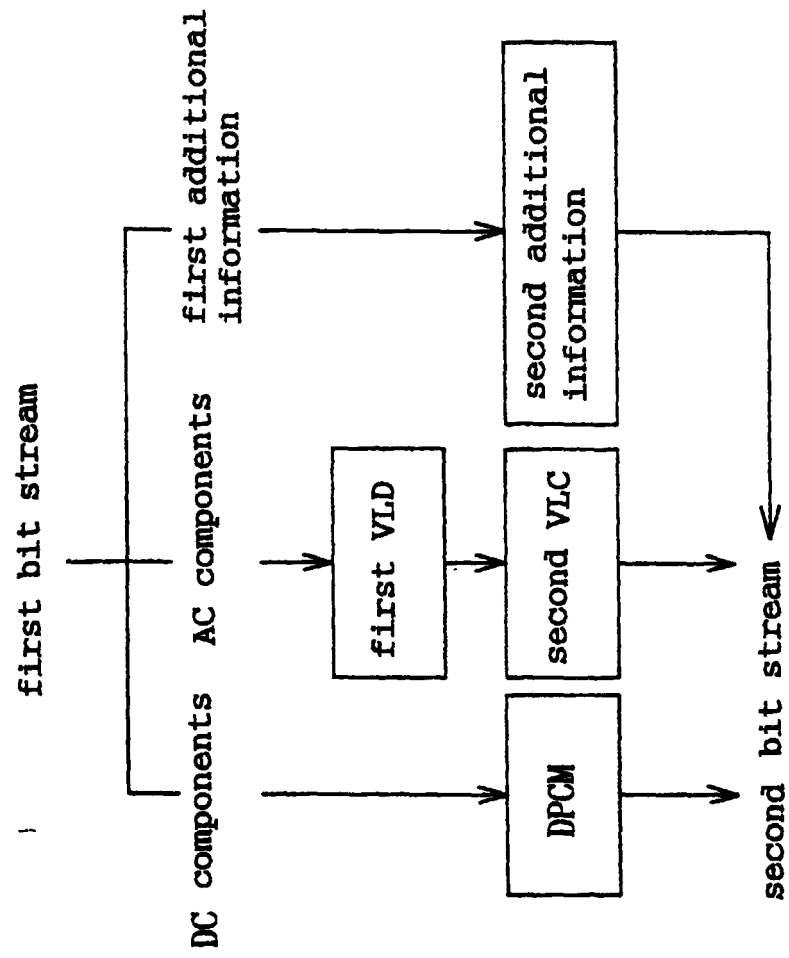 first bit stream
DC components
AC components
first additional
information
first VLD
DPCM
second VLC
second additional
information
second bit stream